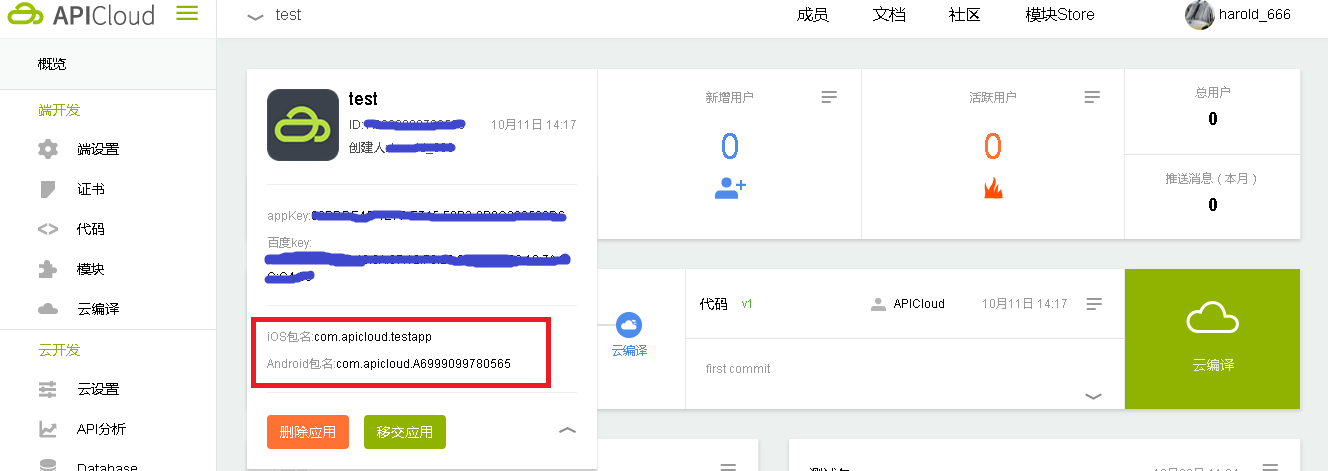 APICloud
test
成员
文档
社区
模块Store
harold_666
概览
端开发
端设置
证书
代码
模块
云编译
云开发
云设置
API分析
Database
test
ID:
10月11日 14:17
创建人
appKey:
百度key:
iOS包名:com.apicloud.testapp
Android包名:com.apicloud.A6999099780565
删除应用
移交应用
新增用户
0
活跃用户
0
总用户
0
推送消息（本月）
0
云编译
代码 v1
APICloud
10月11日 14:17
first commit
云编译